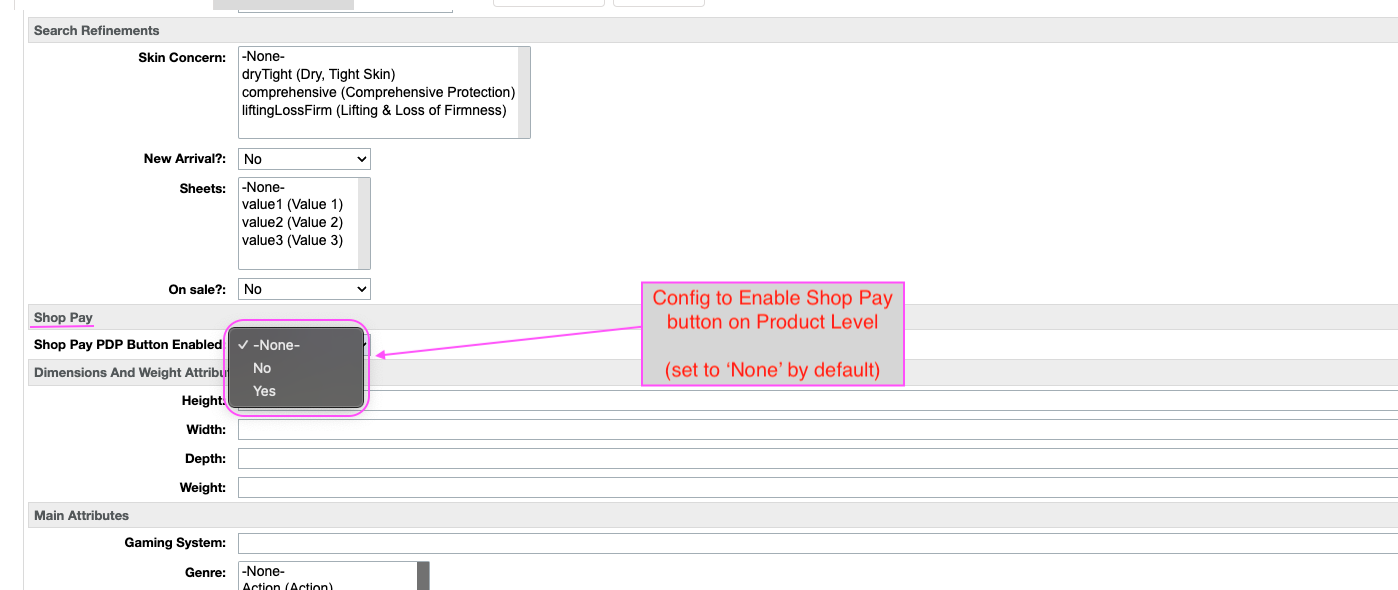 Search Refinements
Skin Concern:
-None-
dryTight (Dry, Tight Skin)
comprehensive (Comprehensive Protection)
liftingLossFirm (Lifting & Loss of Firmness)
New Arrival?:
No
Sheets:
-None-
value1 (Value 1)
value2 (Value 2)
value3 (Value 3)
On sale?:
No
Shop Pay
Shop Pay PDP Button Enabled
✓ -None-
No
Yes
Config to Enable Shop Pay
button on Product Level
(set to ‘None’ by default)
Dimensions And Weight Attribu
Height:
Width:
Depth:
Weight:
Main Attributes
Gaming System:
Genre:
-None-
Action (Action)